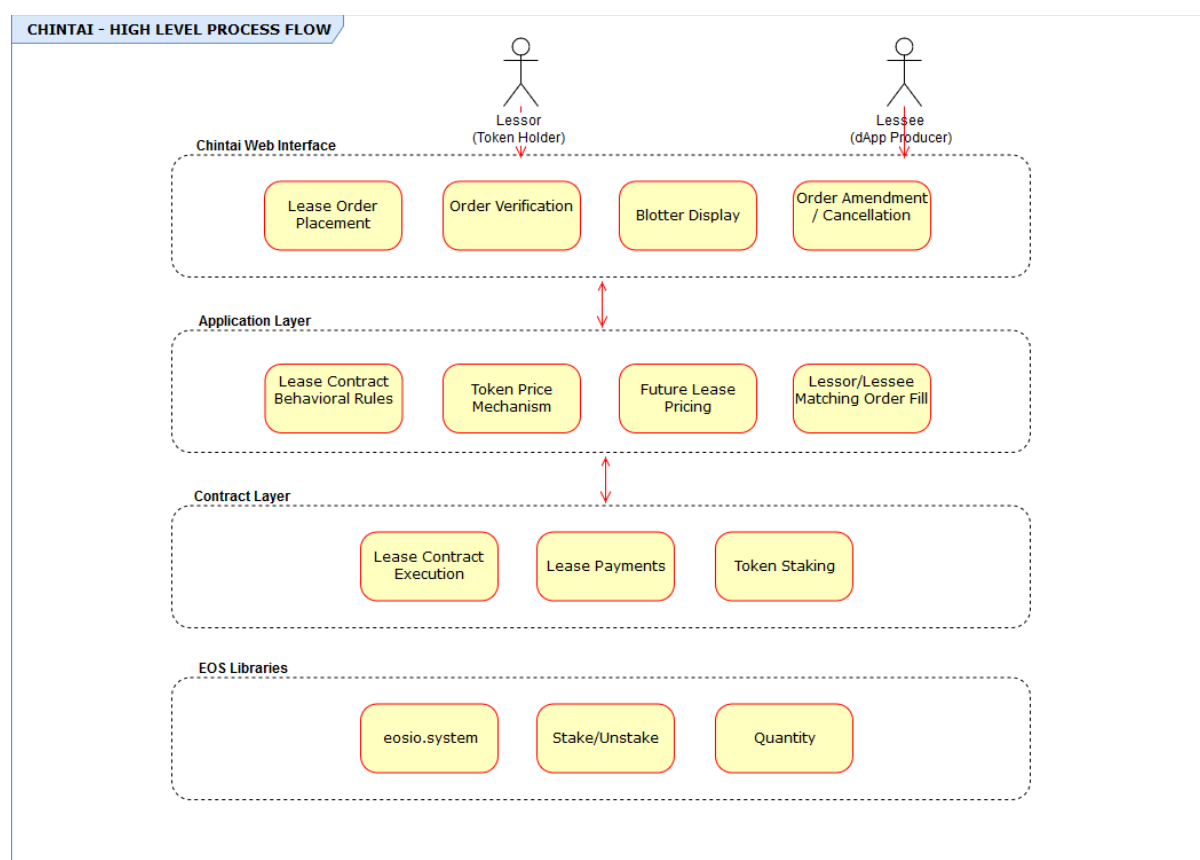 CHINTAI - HIGH LEVEL PROCESS FLOW
Lessor
(Token Holder)
Lessee
(dApp Producer)
Chintai Web Interface
Lease Order
Placement
Order Verification
Blotter Display
Order Amendment
/ Cancellation
Application Layer
Lease Contract
Behavioral Rules
Token Price
Mechanism
Future Lease
Pricing
Lessor/Lessee
Matching Order Fill
Contract Layer
Lease Contract
Execution
Lease Payments
Token Staking
EOS Libraries
eosio.system
Stake/Unstake
Quantity